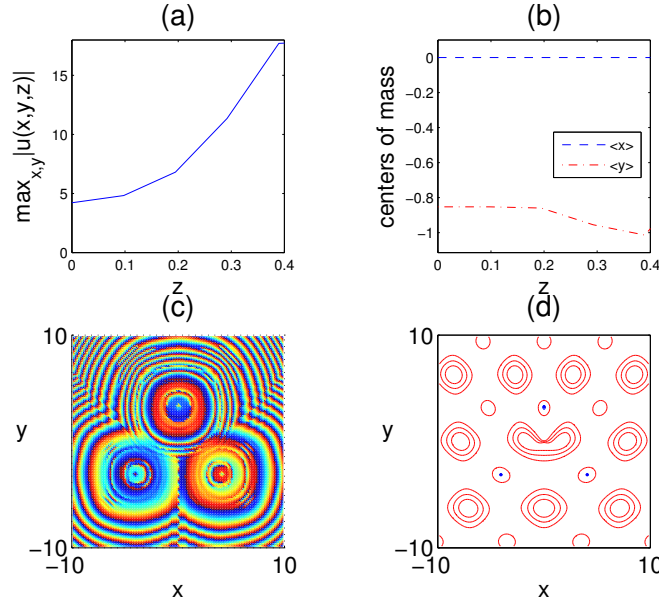 (a)
max_{x,y}|u(x,y,z)|
15
10
5
0
0 0.1 0.2 0.3 0.4
z
(b)
centers of mass
0
−0.2
−0.4
−0.6
−0.8
−1
<x>
<y>
0 0.1 0.2 0.3 0.4
z
(c)
10
y
−10
−10 10
x
(d)
10
y
−10
−10 10
x